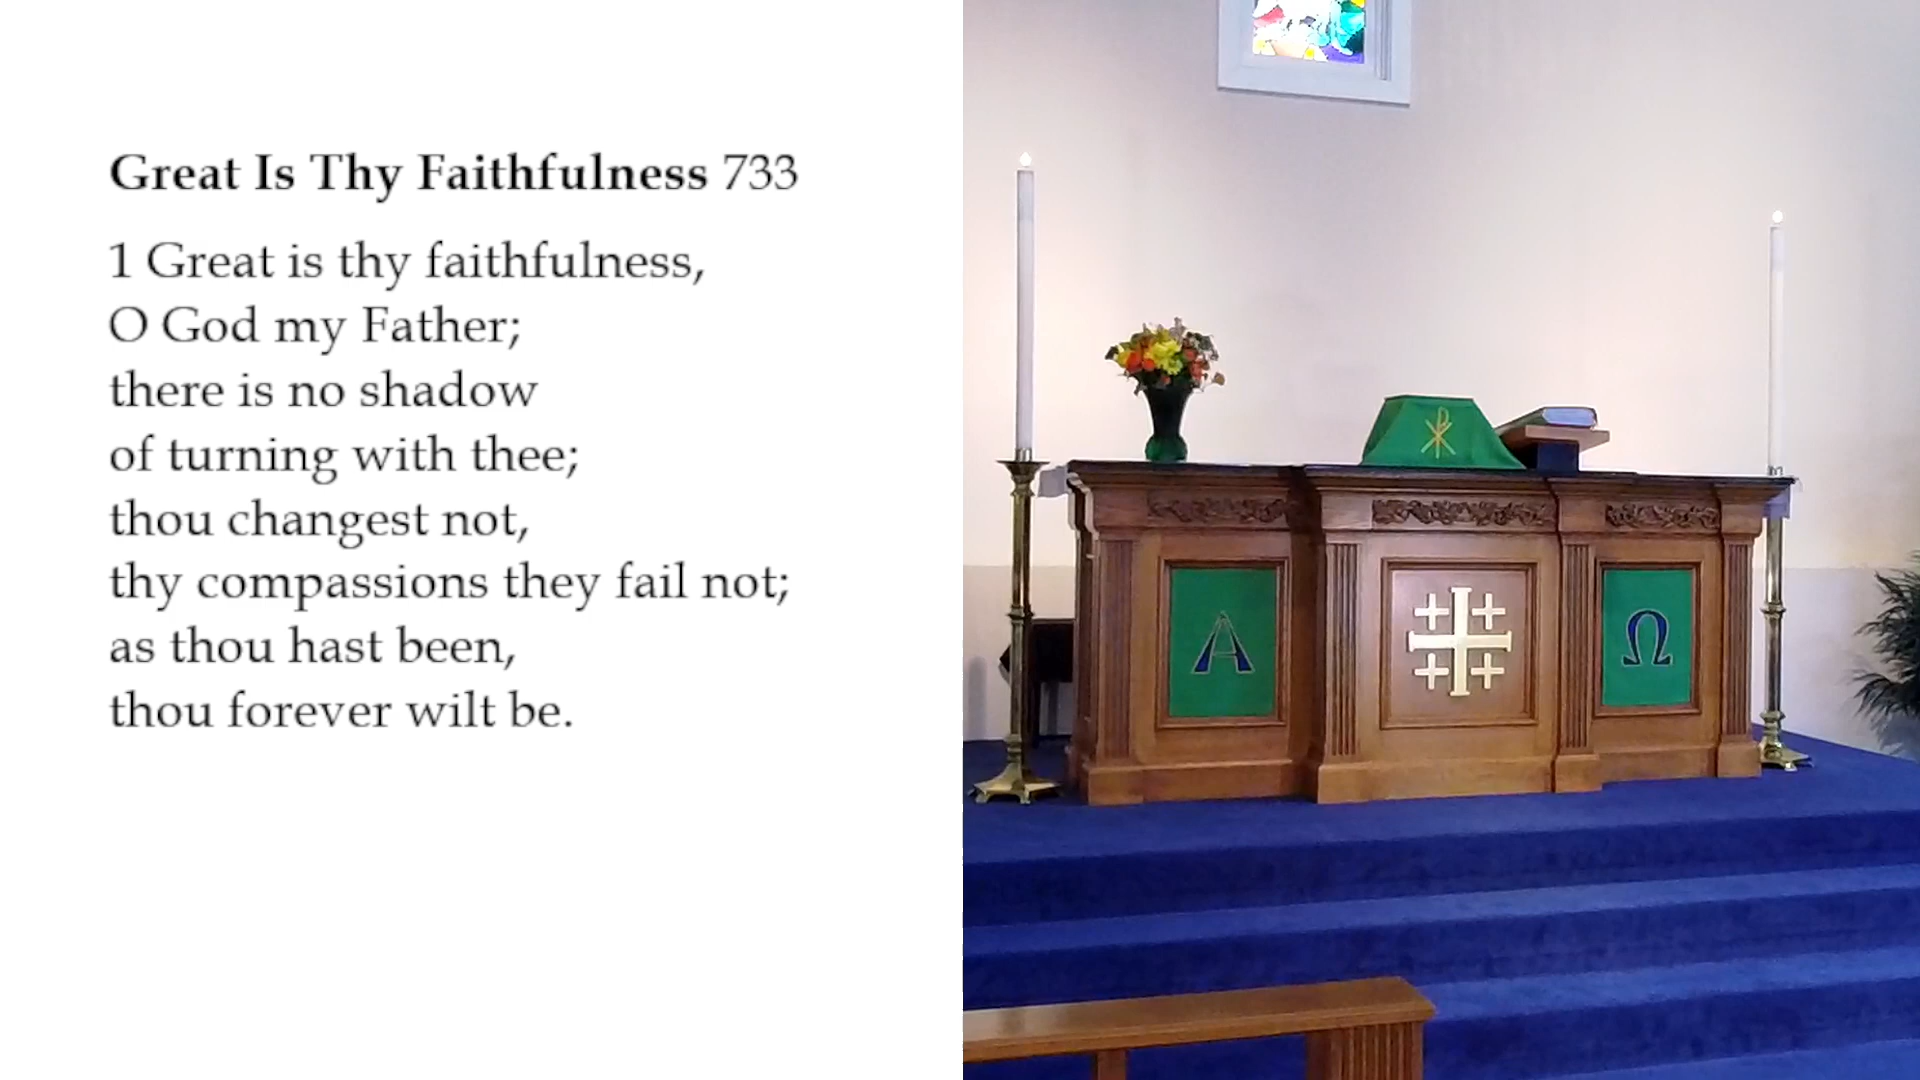 Great Is Thy Faithfulness 733
1 Great is thy faithfulness,
O God my Father;
there is no shadow
of turning with thee;
thou changest not,
thy compassions they fail not;
as thou hast been,
thou forever wilt be.
Α
Ω